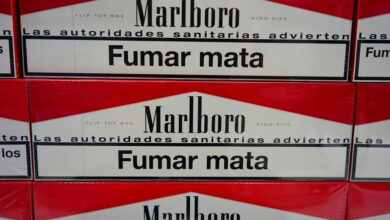 FLIP-TOP BOX Marlboro KING SIZE
Las autoridades sanitarias advierten
Fumar mata
FLIP-TOP BOX Marlboro KING SIZE
Las autoridades sanitarias advierten
los Fumar mata
Marlboro